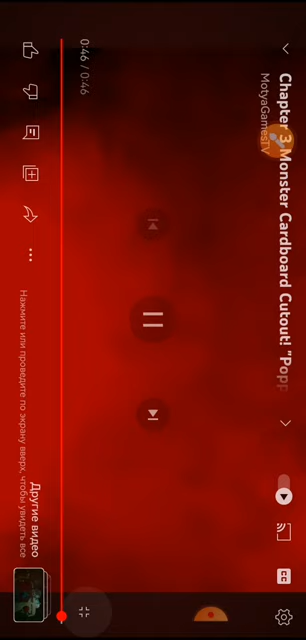 Chapter 3 Monster Cardboard Cutout! "Popp
MotyaGamesTV
CC
0:46 / 0:46
Другие видео
Нажмите или проведите по экрану вверх, чтобы увидеть все